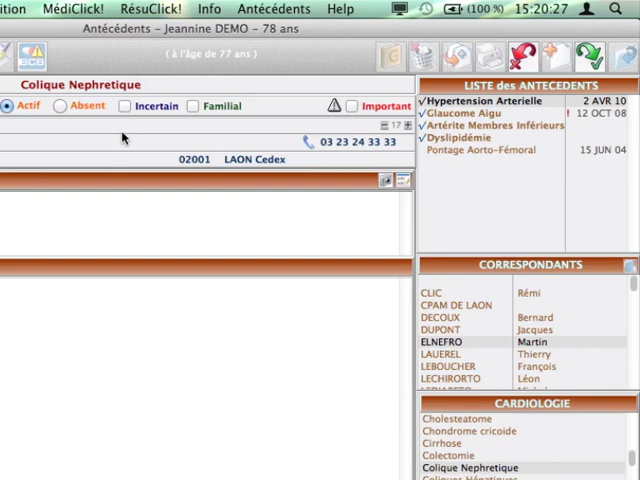 ition MédiClick! RésuClick! Info Antécédents Help (100 %) 15:20:27
Antécédents - Jeannine DEMO - 78 ans
( à l'âge de 77 ans )
BCB
Colique Nephretique
Actif Absent Incertain Familial Important
17
03 23 24 33 33
02001 LAON Cedex
LISTE des ANTECEDENTS
Hypertension Arterielle 2 AVR 10
Glaucome Aigu ! 12 OCT 08
Artérite Membres Inférieurs
Dyslipidémie
Pontage Aorto-Fémoral 15 JUN 04
CORRESPONDANTS
CLIC Rémi
CPAM DE LAON
DECOUX Bernard
DUPONT Jacques
ELNEFRO Martin
LAUEREL Thierry
LEBOUCHER François
LECHIRORTO Léon
CARDIOLOGIE
Cholesteatome
Chondrome cricoide
Cirrhose
Colectomie
Colique Nephretique
Coliques Hépatiques